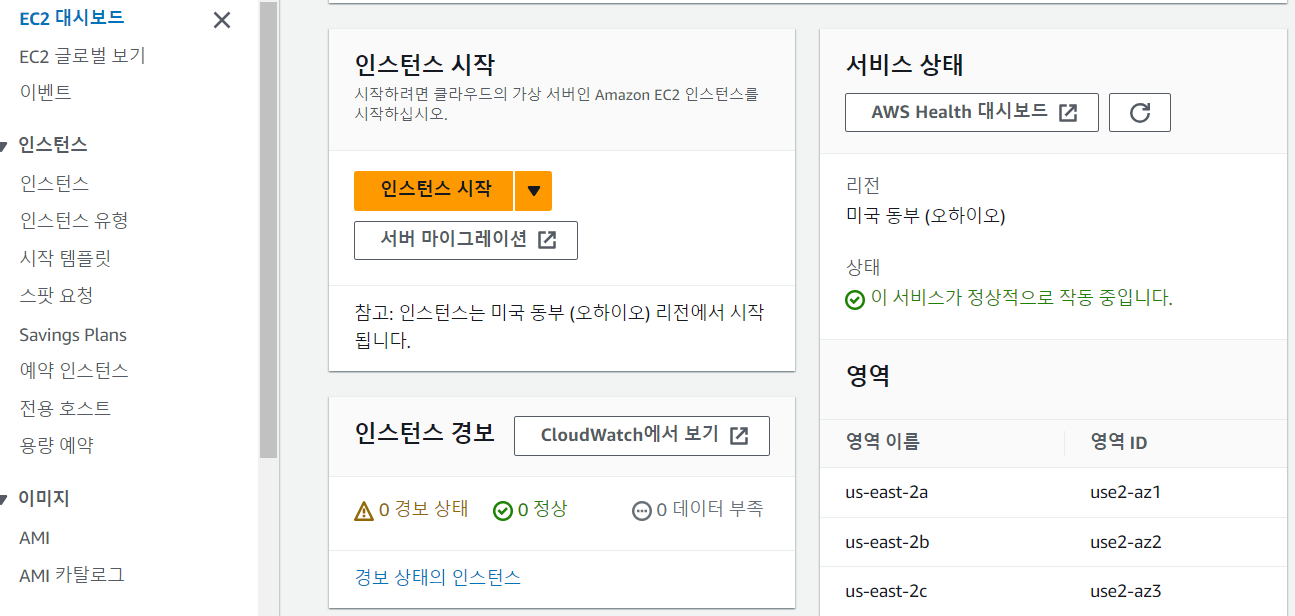 EC2 대시보드
EC2 글로벌 보기
이벤트
인스턴스
인스턴스
인스턴스 유형
시작 템플릿
스팟 요청
Savings Plans
예약 인스턴스
전용 호스트
용량 예약
이미지
AMI
AMI 카탈로그
인스턴스 시작
시작하려면 클라우드의 가상 서버인 Amazon EC2 인스턴스를
시작하십시오.
인스턴스 시작
서버 마이그레이션
참고: 인스턴스는 미국 동부 (오하이오) 리전에서 시작
됩니다.
인스턴스 경보
CloudWatch에서 보기
0 경보 상태
0 정상
0 데이터 부족
경보 상태의 인스턴스
서비스 상태
AWS Health 대시보드
리전
미국 동부 (오하이오)
상태
이 서비스가 정상적으로 작동 중입니다.
영역
영역 이름 영역 ID
us-east-2a use2-az1
us-east-2b use2-az2
us-east-2c use2-az3